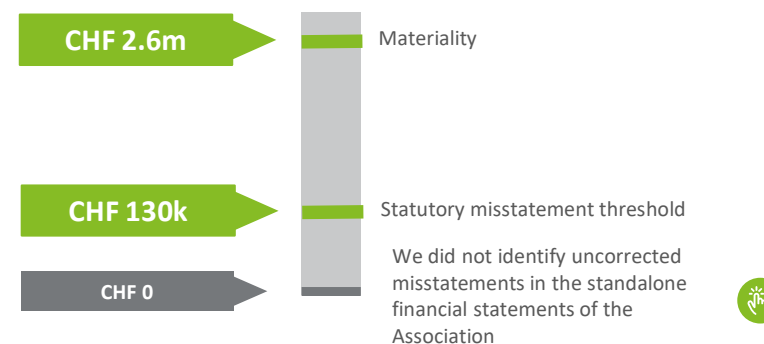 CHF 2.6m
Materiality
CHF 130k
Statutory misstatement threshold
CHF 0
We did not identify uncorrected
misstatements in the standalone
financial statements of the
Association